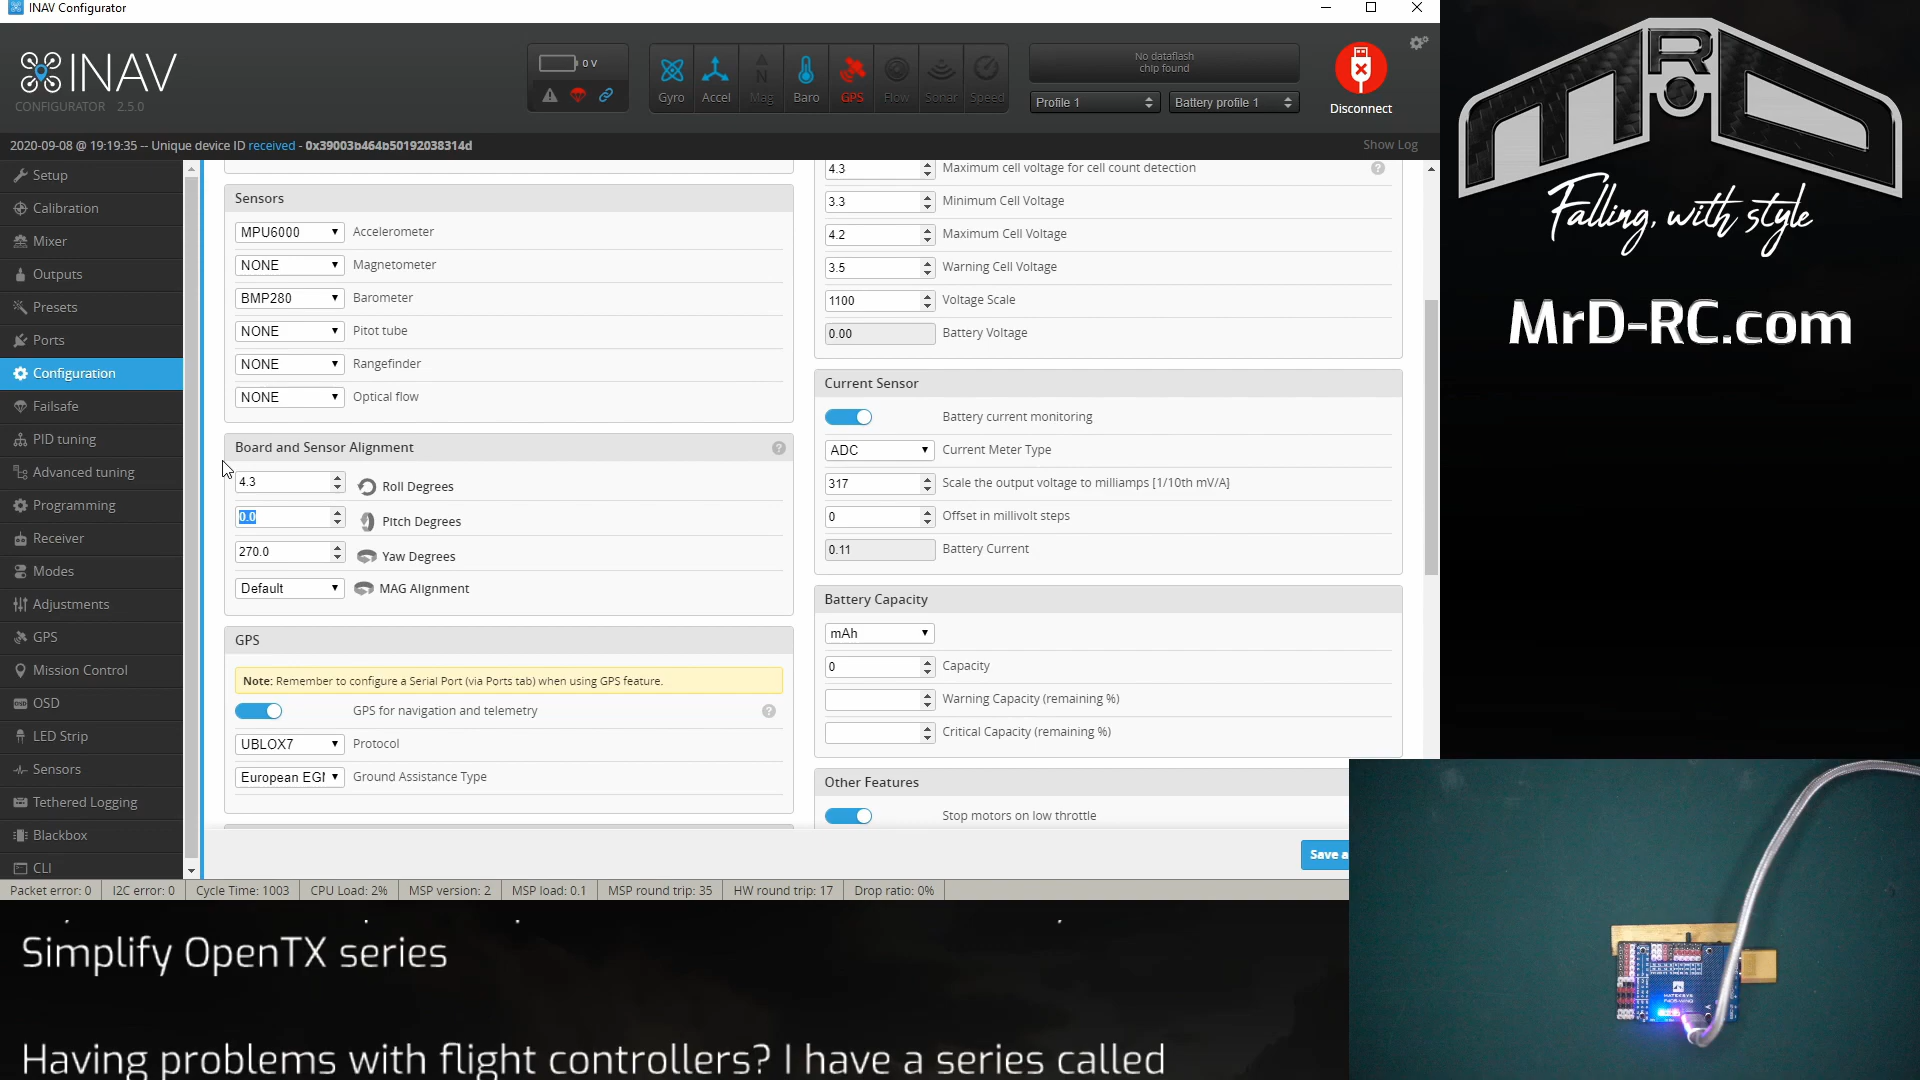 INAV Configurator
INAV
CONFIGURATOR 2.5.0
0 V
Gyro
Accel
Mag
Baro
GPS
Flow
Sonar
Speed
No dataflash
chip found
Profile 1
Battery profile 1
Disconnect
2020-09-08 @ 19:19:35 -- Unique device ID received - 0x39003b464b50192038314d
Show Log
Setup
Calibration
Mixer
Outputs
Presets
Ports
Configuration
Failsafe
PID tuning
Advanced tuning
Programming
Receiver
Modes
Adjustments
GPS
Mission Control
OSD
LED Strip
Sensors
Tethered Logging
Blackbox
CLI
Sensors
MPU6000 Accelerometer
NONE Magnetometer
BMP280 Barometer
NONE Pitot tube
NONE Rangefinder
NONE Optical flow
Board and Sensor Alignment
4.3 Roll Degrees
0.0 Pitch Degrees
270.0 Yaw Degrees
Default MAG Alignment
GPS
Note: Remember to configure a Serial Port (via Ports tab) when using GPS feature.
GPS for navigation and telemetry
UBLOX7 Protocol
European EGN Ground Assistance Type
4.3 Maximum cell voltage for cell count detection
3.3 Minimum Cell Voltage
4.2 Maximum Cell Voltage
3.5 Warning Cell Voltage
1100 Voltage Scale
0.00 Battery Voltage
Current Sensor
Battery current monitoring
ADC Current Meter Type
317 Scale the output voltage to milliamps [1/10th mV/A]
0 Offset in millivolt steps
0.11 Battery Current
Battery Capacity
mAh
0 Capacity
Warning Capacity (remaining %)
Critical Capacity (remaining %)
Other Features
Stop motors on low throttle
Save a
Packet error: 0
I2C error: 0
Cycle Time: 1003
CPU Load: 2%
MSP version: 2
MSP load: 0.1
MSP round trip: 35
HW round trip: 17
Drop ratio: 0%
Falling, with style
MrD-RC.com
Simplify OpenTX series
Having problems with flight controllers? I have a series called
MATEKSYS
F405-WING